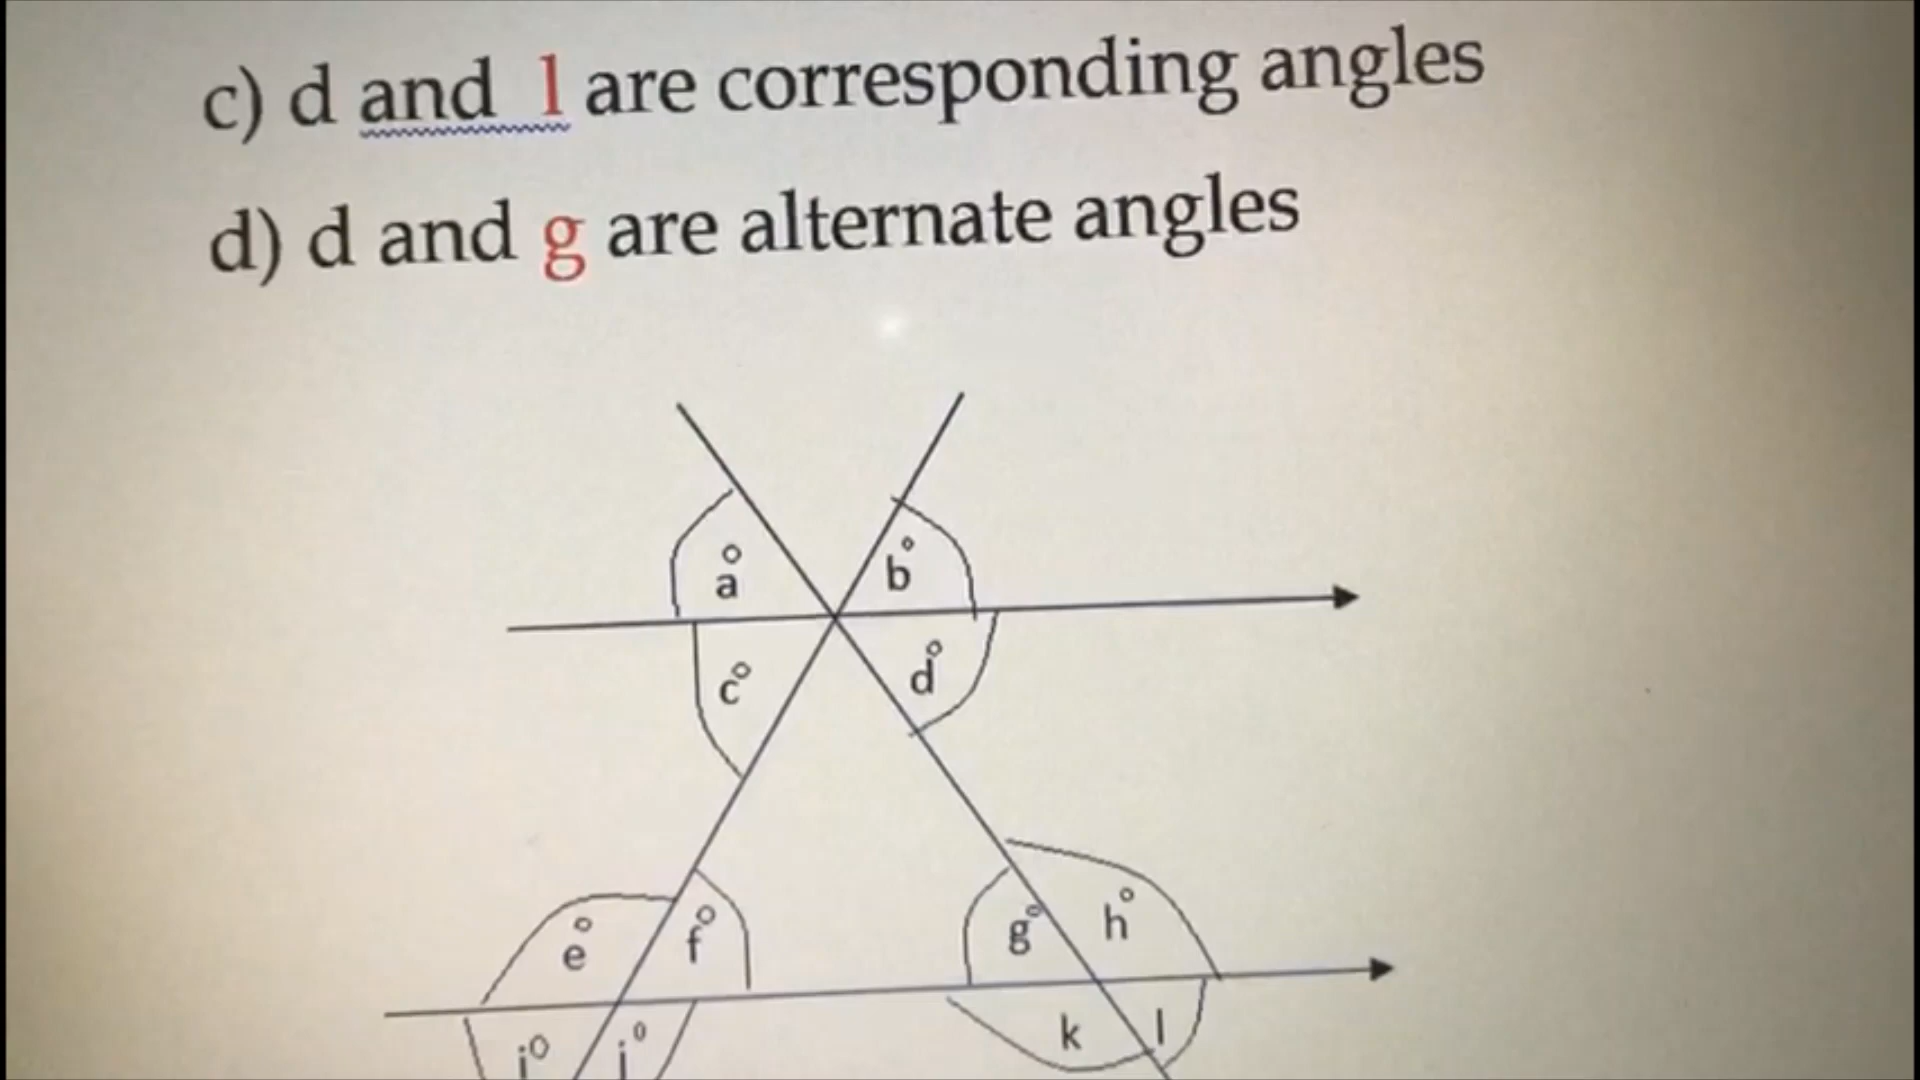 c) d and l are corresponding angles
d) d and g are alternate angles
a°
b°
c°
d°
e°
f°
g°
h°
k
l